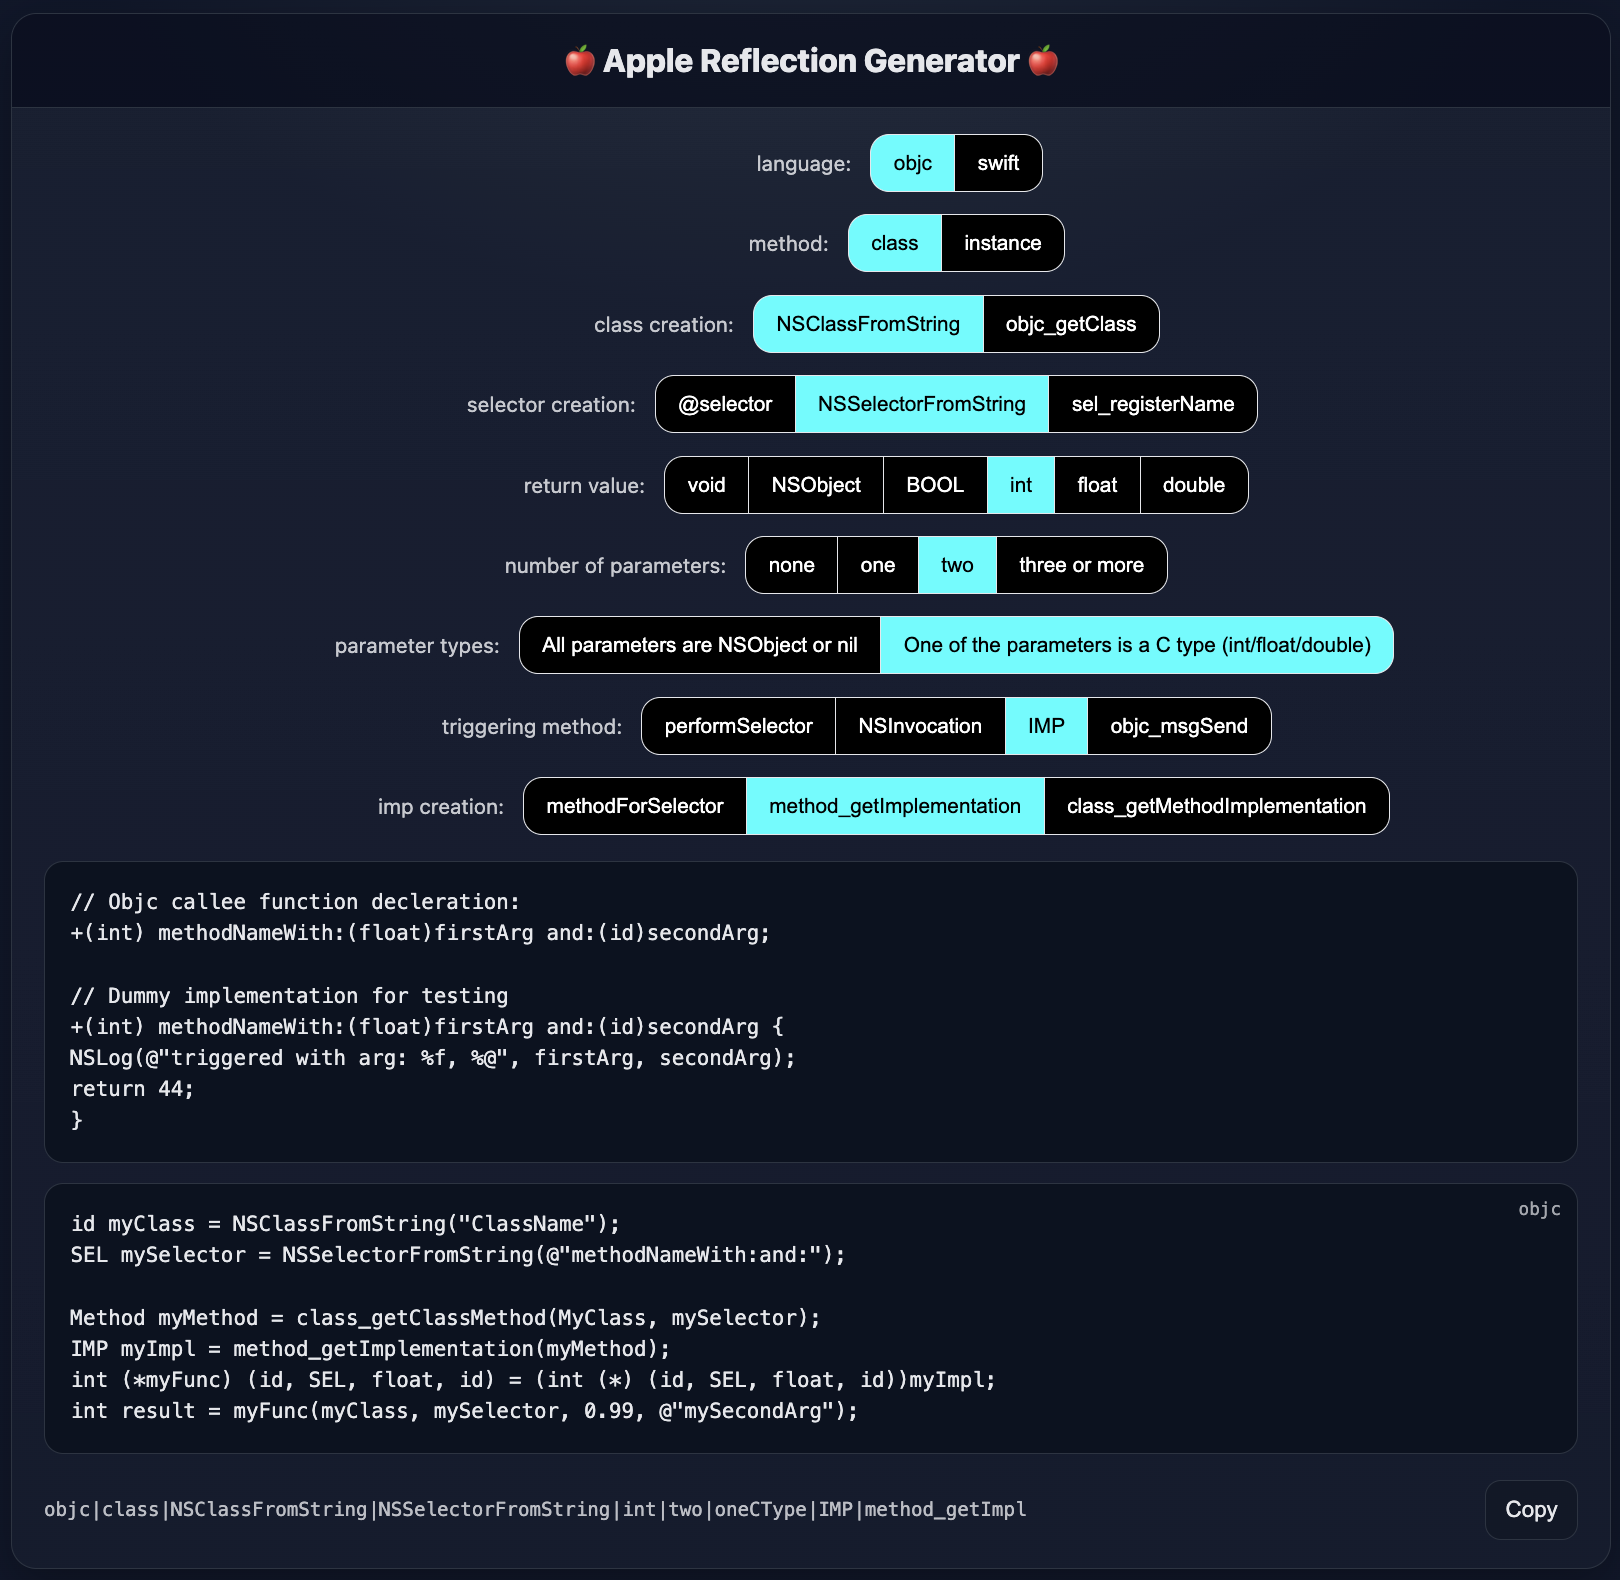 🍎 Apple Reflection Generator 🍎
language: objc swift
method: class instance
class creation: NSClassFromString objc_getClass
selector creation: @selector NSSelectorFromString sel_registerName
return value: void NSObject BOOL int float double
number of parameters: none one two three or more
parameter types: All parameters are NSObject or nil One of the parameters is a C type (int/float/double)
triggering method: performSelector NSInvocation IMP objc_msgSend
imp creation: methodForSelector method_getImplementation class_getMethodImplementation
// Objc callee function decleration:
+(int) methodNameWith:(float)firstArg and:(id)secondArg;
// Dummy implementation for testing
+(int) methodNameWith:(float)firstArg and:(id)secondArg {
NSLog(@"triggered with arg: %f, %@", firstArg, secondArg);
return 44;
}
objc
id myClass = NSClassFromString("ClassName");
SEL mySelector = NSSelectorFromString(@"methodNameWith:and:");
Method myMethod = class_getClassMethod(MyClass, mySelector);
IMP myImpl = method_getImplementation(myMethod);
int (*myFunc) (id, SEL, float, id) = (int (*) (id, SEL, float, id))myImpl;
int result = myFunc(myClass, mySelector, 0.99, @"mySecondArg");
objc|class|NSClassFromString|NSSelectorFromString|int|two|oneCType|IMP|method_getImpl
Copy